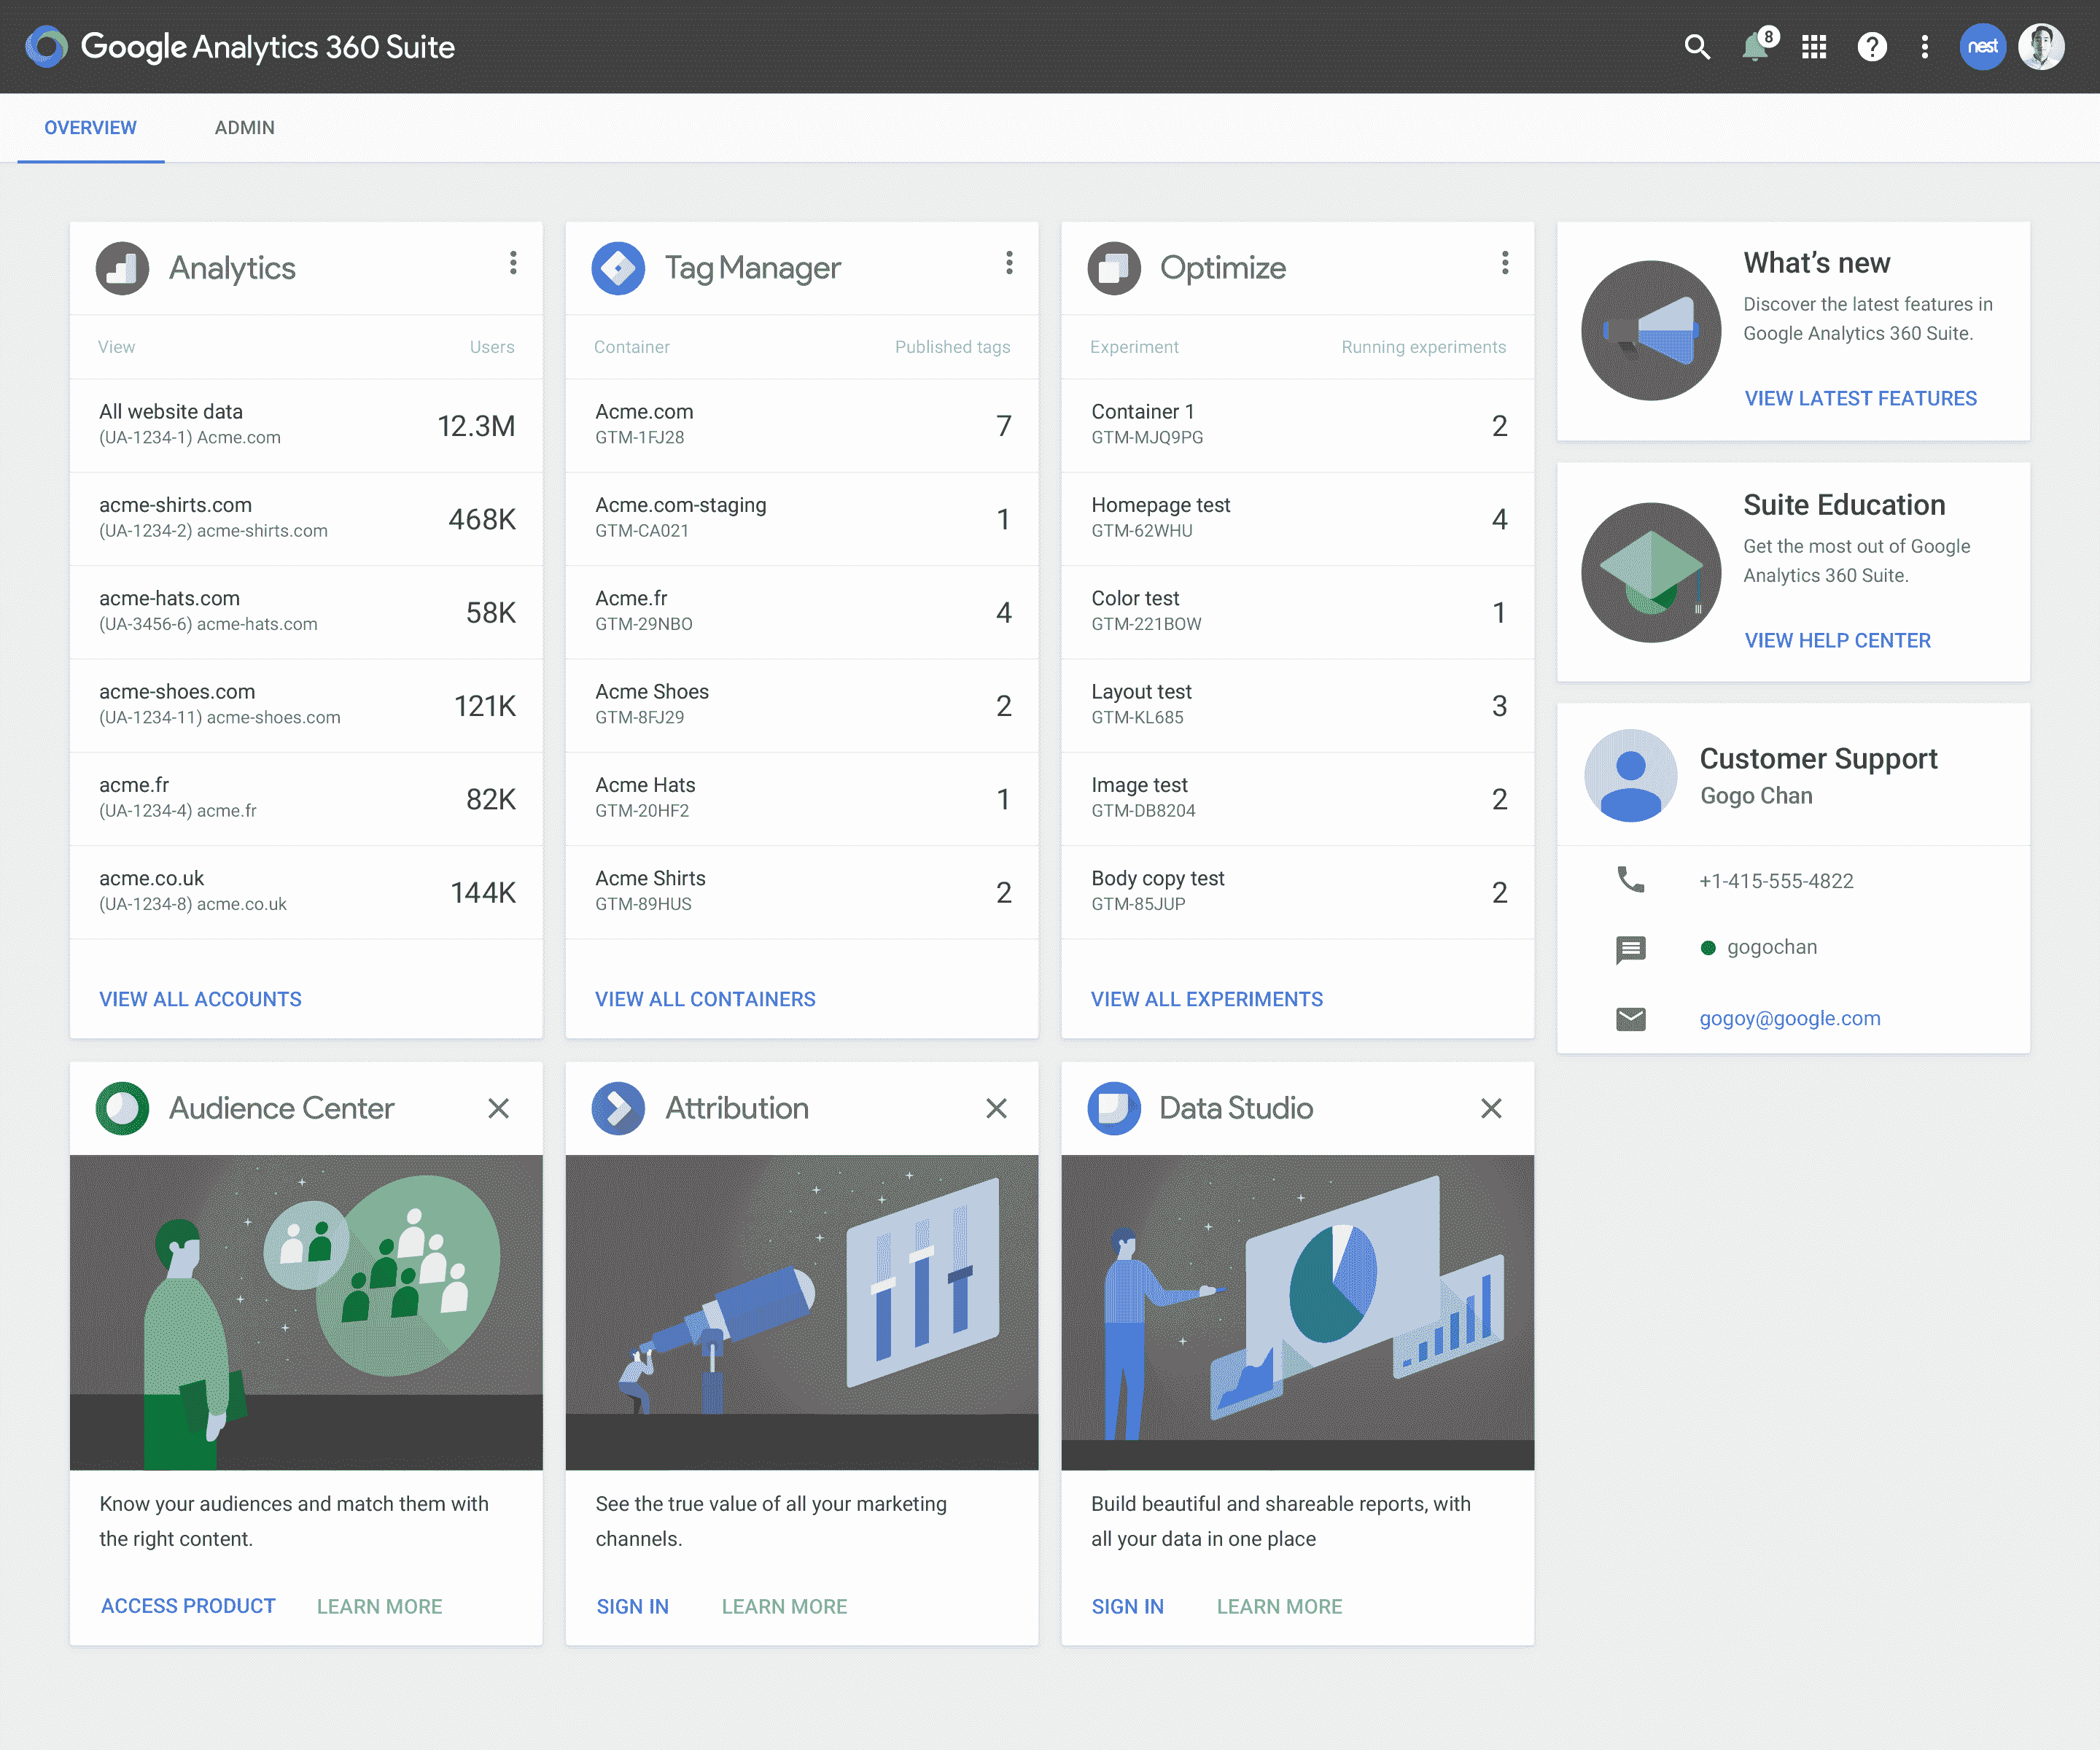 Google Analytics 360 Suite
8
nest
OVERVIEW
ADMIN
Analytics
View
Users
All website data
(UA-1234-1) Acme.com
12.3M
acme-shirts.com
(UA-1234-2) acme-shirts.com
468K
acme-hats.com
(UA-3456-6) acme-hats.com
58K
acme-shoes.com
(UA-1234-11) acme-shoes.com
121K
acme.fr
(UA-1234-4) acme.fr
82K
acme.co.uk
(UA-1234-8) acme.co.uk
144K
VIEW ALL ACCOUNTS
Tag Manager
Container
Published tags
Acme.com
GTM-1FJ28
7
Acme.com-staging
GTM-CA021
1
Acme.fr
GTM-29NBO
4
Acme Shoes
GTM-8FJ29
2
Acme Hats
GTM-20HF2
1
Acme Shirts
GTM-89HUS
2
VIEW ALL CONTAINERS
Optimize
Experiment
Running experiments
Container 1
GTM-MJQ9PG
2
Homepage test
GTM-62WHU
4
Color test
GTM-221BOW
1
Layout test
GTM-KL685
3
Image test
GTM-DB8204
2
Body copy test
GTM-85JUP
2
VIEW ALL EXPERIMENTS
What's new
Discover the latest features in
Google Analytics 360 Suite.
VIEW LATEST FEATURES
Suite Education
Get the most out of Google
Analytics 360 Suite.
VIEW HELP CENTER
Customer Support
Gogo Chan
+1-415-555-4822
gogochan
gogoy@google.com
Audience Center
Know your audiences and match them with
the right content.
ACCESS PRODUCT
LEARN MORE
Attribution
See the true value of all your marketing
channels.
SIGN IN
LEARN MORE
Data Studio
Build beautiful and shareable reports, with
all your data in one place
SIGN IN
LEARN MORE